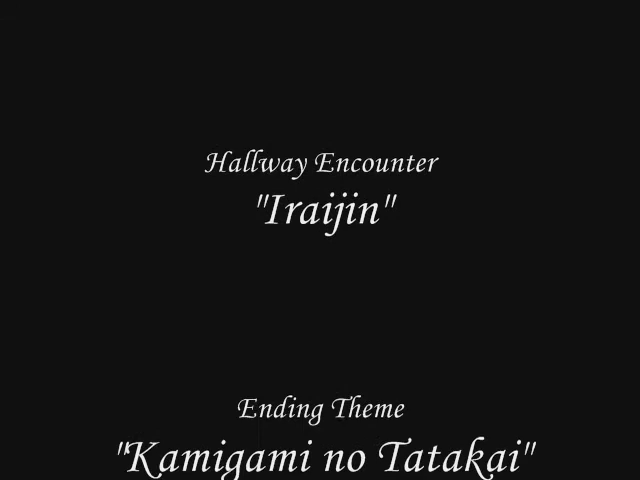 Hallway Encounter
"Iraijin"
Ending Theme
"Kamigami no Tatakai"